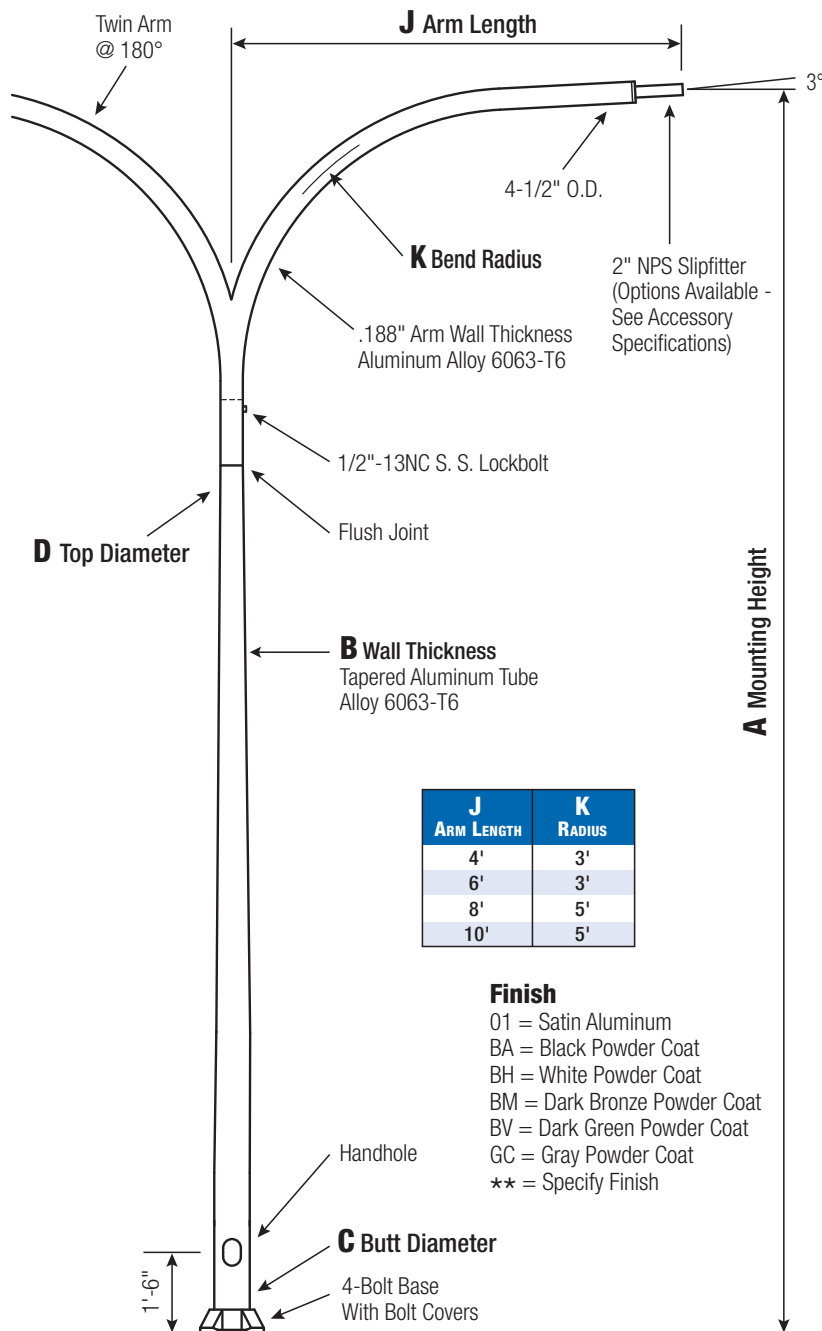 Twin Arm
@ 180°
J Arm Length
3°
4-1/2" O.D.
K Bend Radius
2" NPS Slipfitter
(Options Available -
See Accessory
Specifications)
.188" Arm Wall Thickness
Aluminum Alloy 6063-T6
1/2"-13NC S. S. Lockbolt
Flush Joint
D Top Diameter
B Wall Thickness
Tapered Aluminum Tube
Alloy 6063-T6
A Mounting Height
J K
ARM LENGTH RADIUS
4' 3'
6' 3'
8' 5'
10' 5'
Finish
01 = Satin Aluminum
BA = Black Powder Coat
BH = White Powder Coat
BM = Dark Bronze Powder Coat
BV = Dark Green Powder Coat
GC = Gray Powder Coat
** = Specify Finish
Handhole
C Butt Diameter
1'-6"
4-Bolt Base
With Bolt Covers